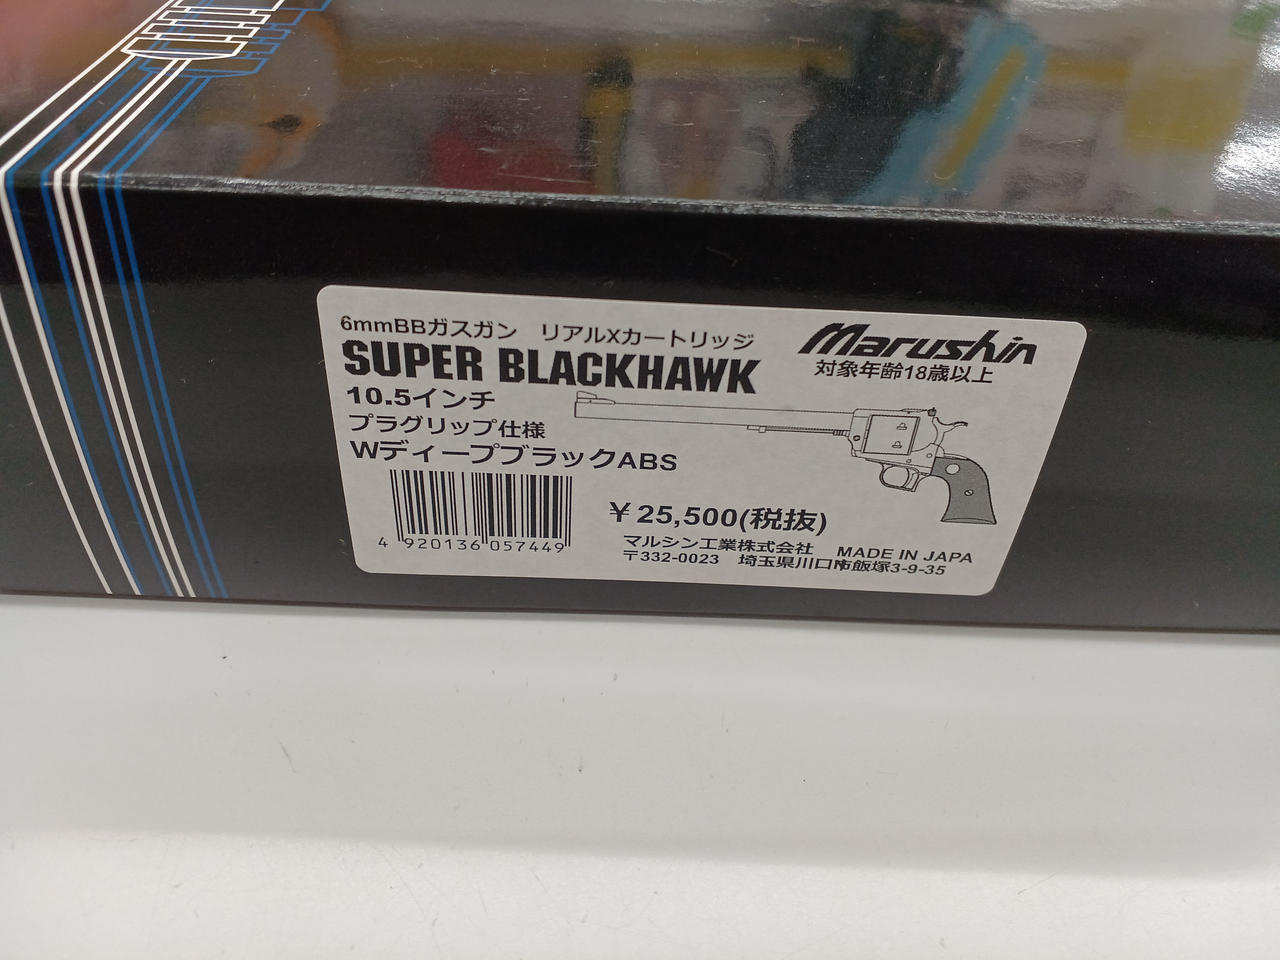 6mmBBガスガン リアルXカートリッジ
SUPER BLACKHAWK
Marushin
対象年齢18歳以上
10.5インチ
プラグリップ仕様
WディープブラックABS
¥25,500(税抜)
4 920136 057449
マルシン工業株式会社 MADE IN JAPA
〒332-0023 埼玉県川口市飯塚3-9-35